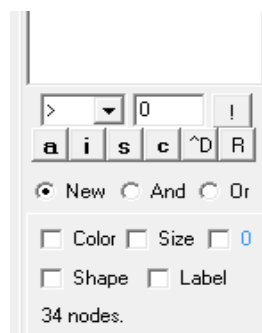 > 0 !
a i s c ^D R
New And Or
Color Size 0
Shape Label
34 nodes.